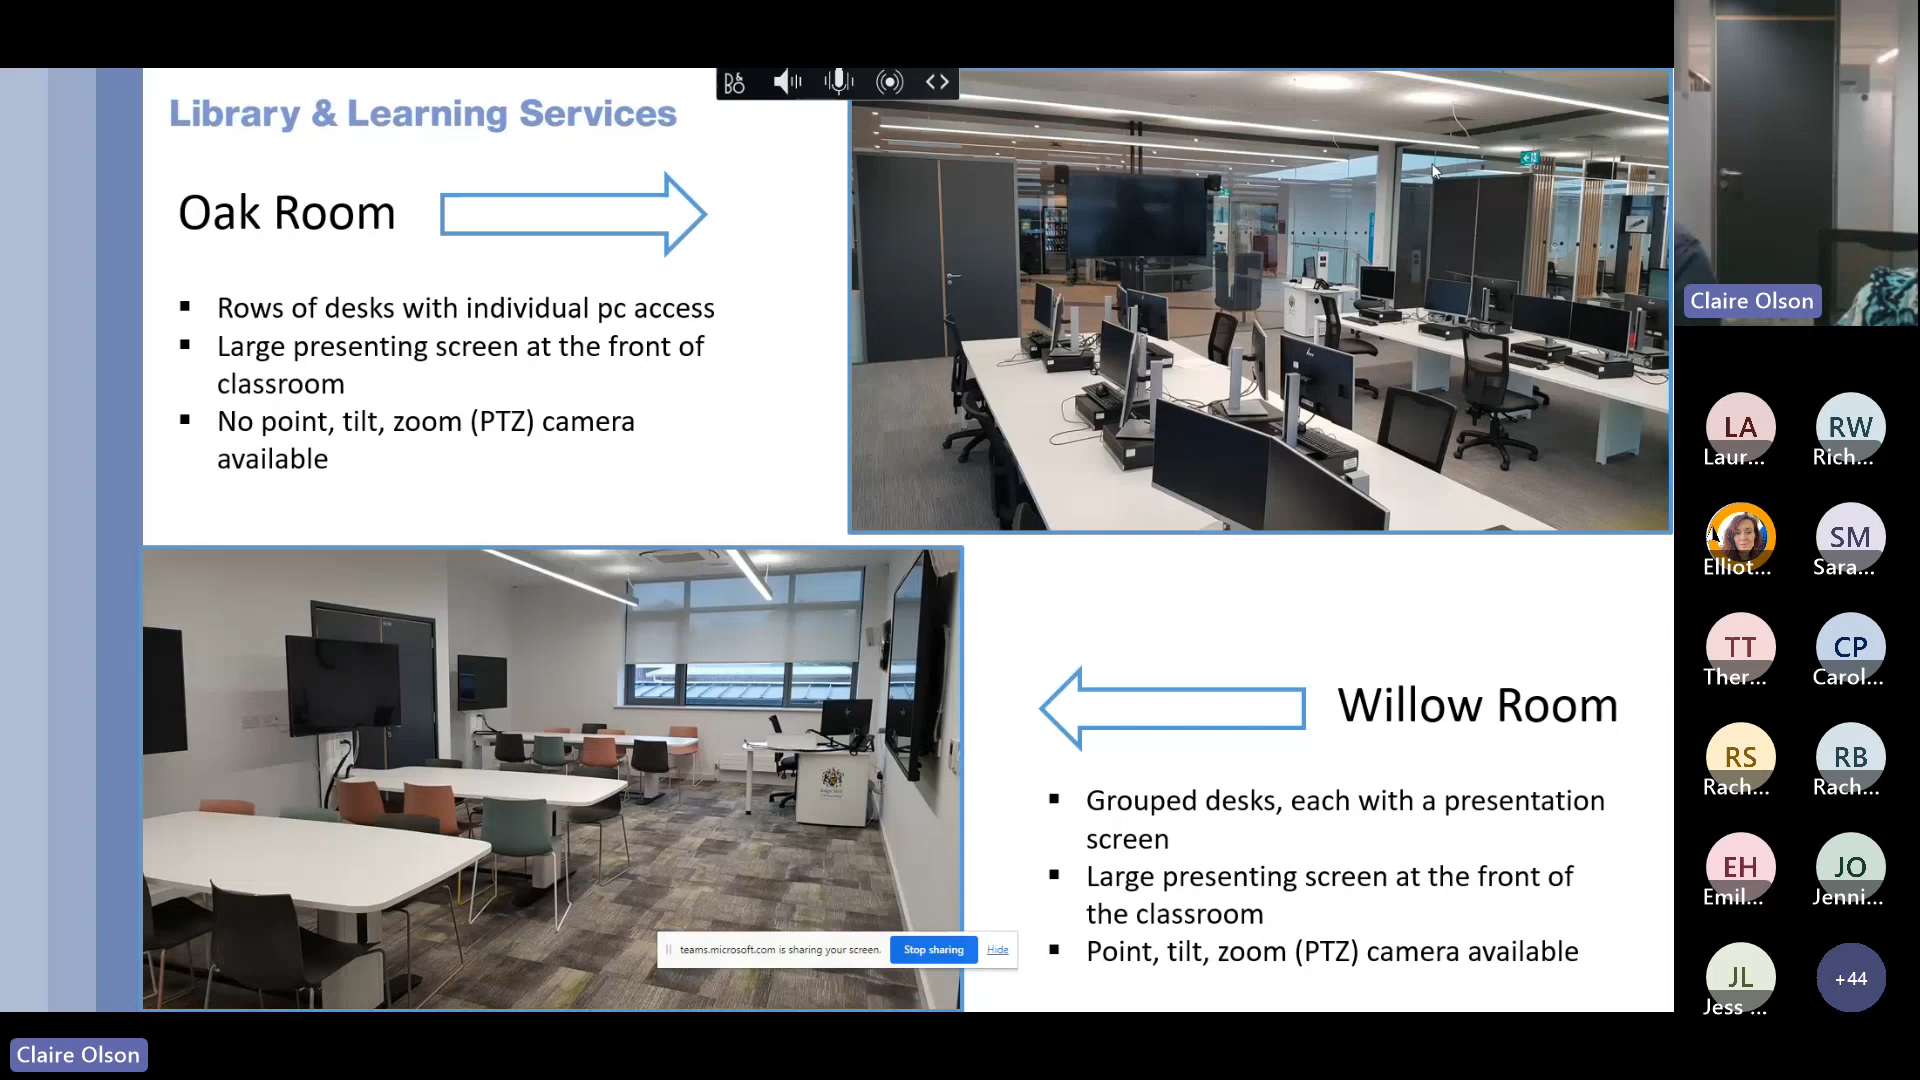 Library & Learning Services
Oak Room
Rows of desks with individual pc access
Large presenting screen at the front of
classroom
No point, tilt, zoom (PTZ) camera
available
Willow Room
Grouped desks, each with a presentation
screen
Large presenting screen at the front of
the classroom
Point, tilt, zoom (PTZ) camera available
teams.microsoft.com is sharing your screen.
Stop sharing
Hide
Claire Olson
LA
Laur...
RW
Rich...
Elliot...
SM
Sara...
TT
Ther...
CP
Carol...
RS
Rach...
RB
Rach...
EH
Emil...
JO
Jenni...
JL
Jess ...
+44
Claire Olson